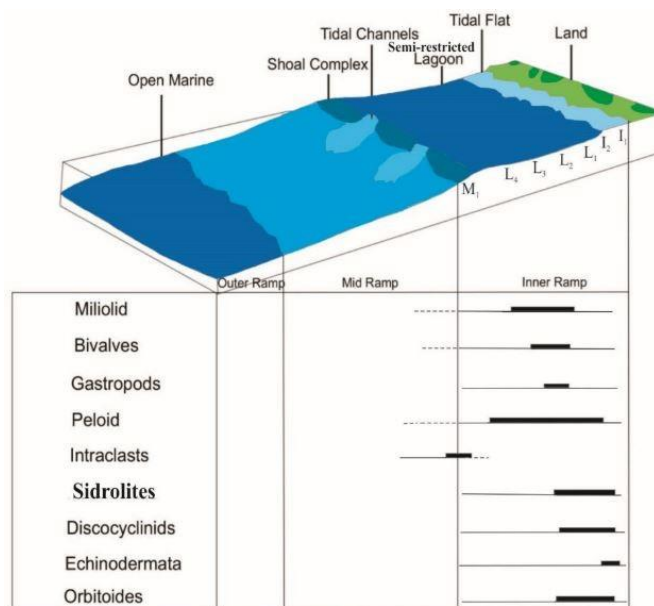 Tidal Flat
Tidal Channels
Semi-restricted
Land
Shoal Complex
Lagoon
Open Marine
I₁
I₂
L₁
L₂
L₃
L₄
M₁
Outer Ramp
Mid Ramp
Inner Ramp
Miliolid
Bivalves
Gastropods
Peloid
Intraclasts
Sidrolites
Discocyclinids
Echinodermata
Orbitoides